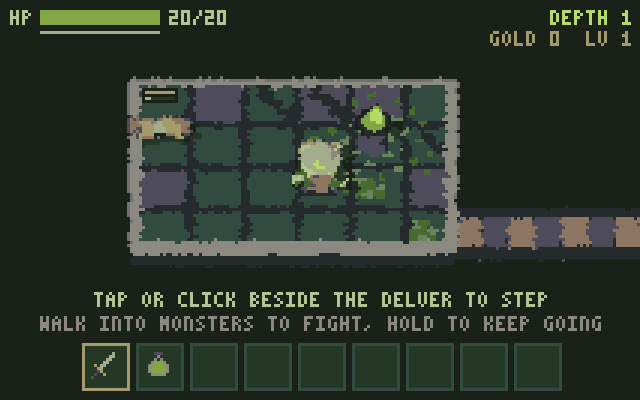 HP 20/20 DEPTH 1
GOLD 0 LV 1
TAP OR CLICK BESIDE THE DELVER TO STEP
WALK INTO MONSTERS TO FIGHT, HOLD TO KEEP GOING